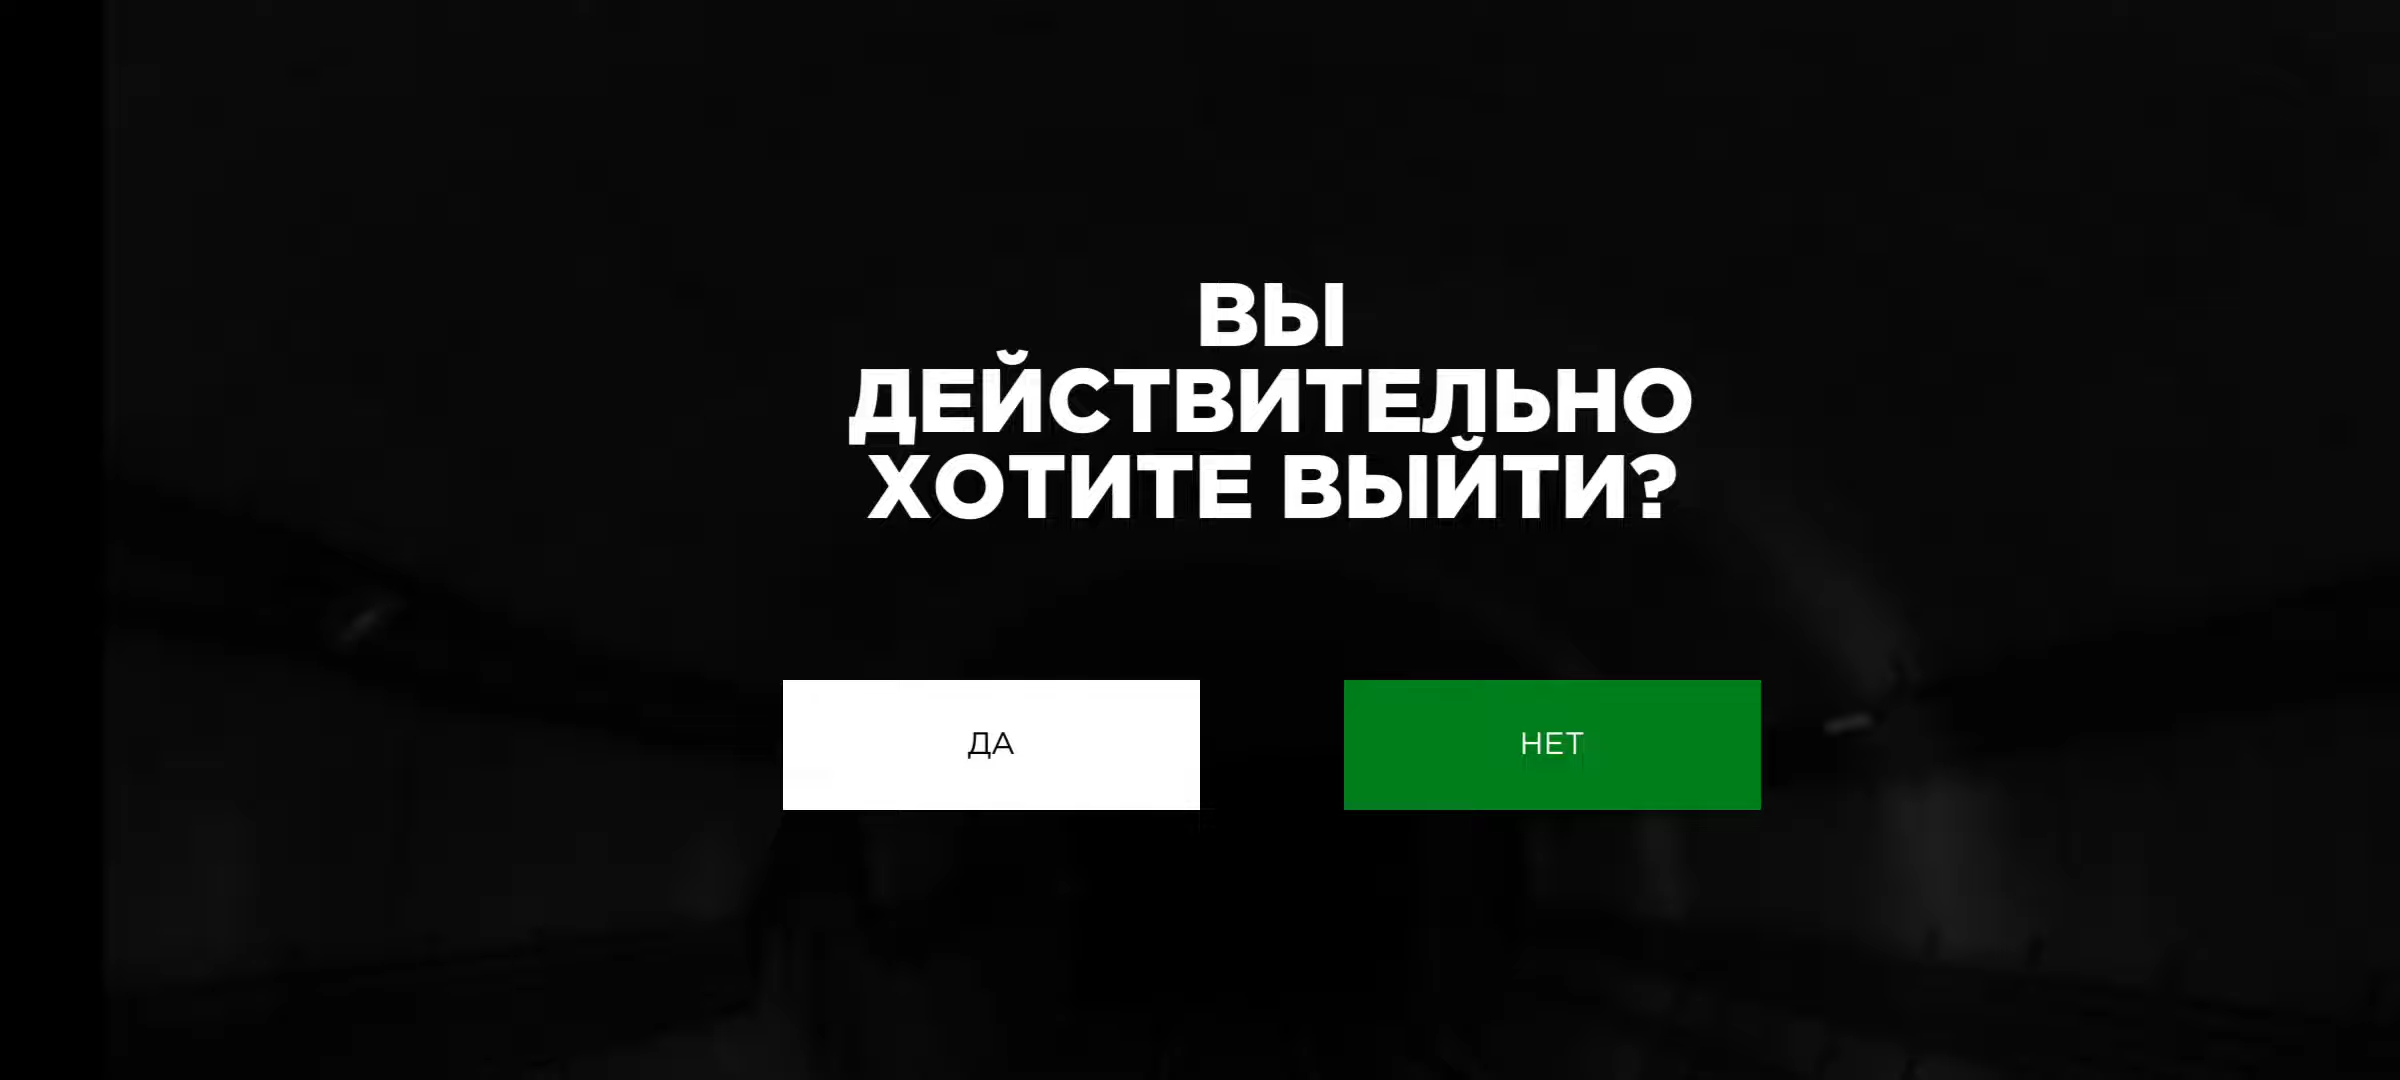 ВЫ
ДЕЙСТВИТЕЛЬНО
ХОТИТЕ ВЫЙТИ?
ДА
НЕТ